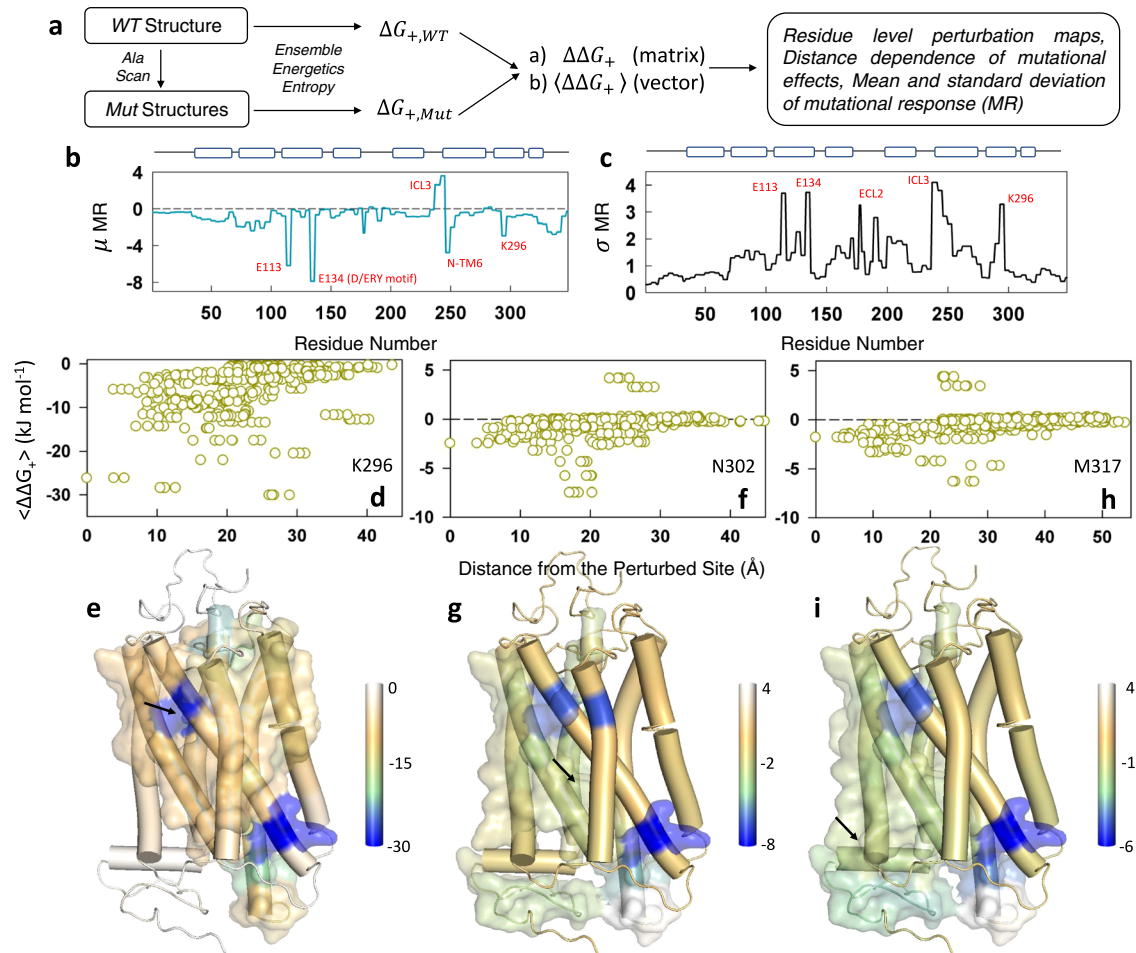 a
WT Structure
Ala
Scan
Mut Structures
Ensemble
Energetics
Entropy
ΔG+,WT
ΔG+,Mut
a) ΔΔG+ (matrix)
b) ⟨ΔΔG+ ⟩ (vector)
Residue level perturbation maps,
Distance dependence of mutational
effects, Mean and standard deviation
of mutational response (MR)
b
4
0
-4
-8
μ MR
ICL3
E113
E134 (D/ERY motif)
N-TM6
K296
50 100 150 200 250 300
Residue Number
c
4
3
2
1
0
σ MR
E113
E134
ECL2
ICL3
K296
50 100 150 200 250 300
Residue Number
<ΔΔG+> (kJ mol-1)
0
-10
-20
-30
K296
d
0 10 20 30 40
5
0
-5
-10
N302
f
0 10 20 30 40
5
0
-5
-10
M317
h
0 10 20 30 40 50
Distance from the Perturbed Site (Å)
e
0
-15
-30
g
4
-2
-8
i
4
-1
-6